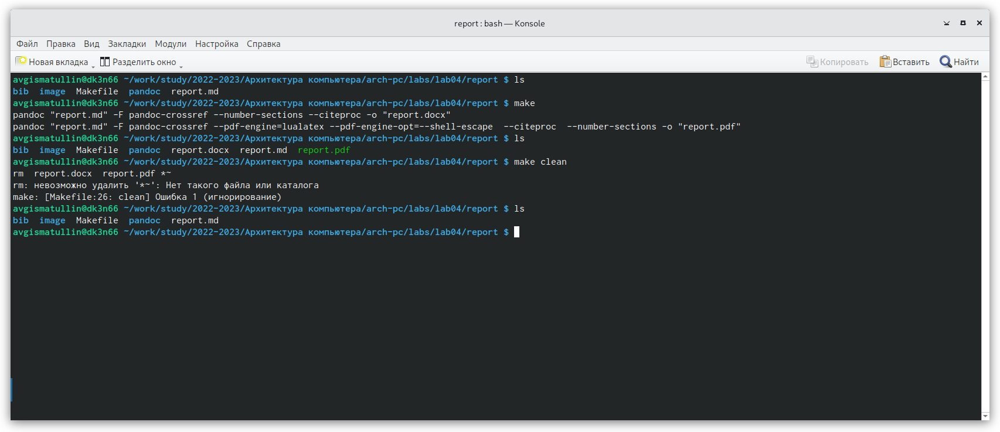 report : bash — Konsole
Файл Правка Вид Закладки Модули Настройка Справка
Новая вкладка Разделить окно Копировать Вставить Найти
avgismatullin@dk3n66 ~/work/study/2022-2023/Архитектура компьютера/arch-pc/labs/lab04/report $ ls
bib  image  Makefile  pandoc  report.md
avgismatullin@dk3n66 ~/work/study/2022-2023/Архитектура компьютера/arch-pc/labs/lab04/report $ make
pandoc "report.md" -F pandoc-crossref --number-sections --citeproc -o "report.docx"
pandoc "report.md" -F pandoc-crossref --pdf-engine=lualatex --pdf-engine-opt=--shell-escape  --citeproc  --number-sections -o "report.pdf"
avgismatullin@dk3n66 ~/work/study/2022-2023/Архитектура компьютера/arch-pc/labs/lab04/report $ ls
bib  image  Makefile  pandoc  report.docx  report.md  report.pdf
avgismatullin@dk3n66 ~/work/study/2022-2023/Архитектура компьютера/arch-pc/labs/lab04/report $ make clean
rm  report.docx  report.pdf *~
rm: невозможно удалить '*~': Нет такого файла или каталога
make: [Makefile:26: clean] Ошибка 1 (игнорирование)
avgismatullin@dk3n66 ~/work/study/2022-2023/Архитектура компьютера/arch-pc/labs/lab04/report $ ls
bib  image  Makefile  pandoc  report.md
avgismatullin@dk3n66 ~/work/study/2022-2023/Архитектура компьютера/arch-pc/labs/lab04/report $